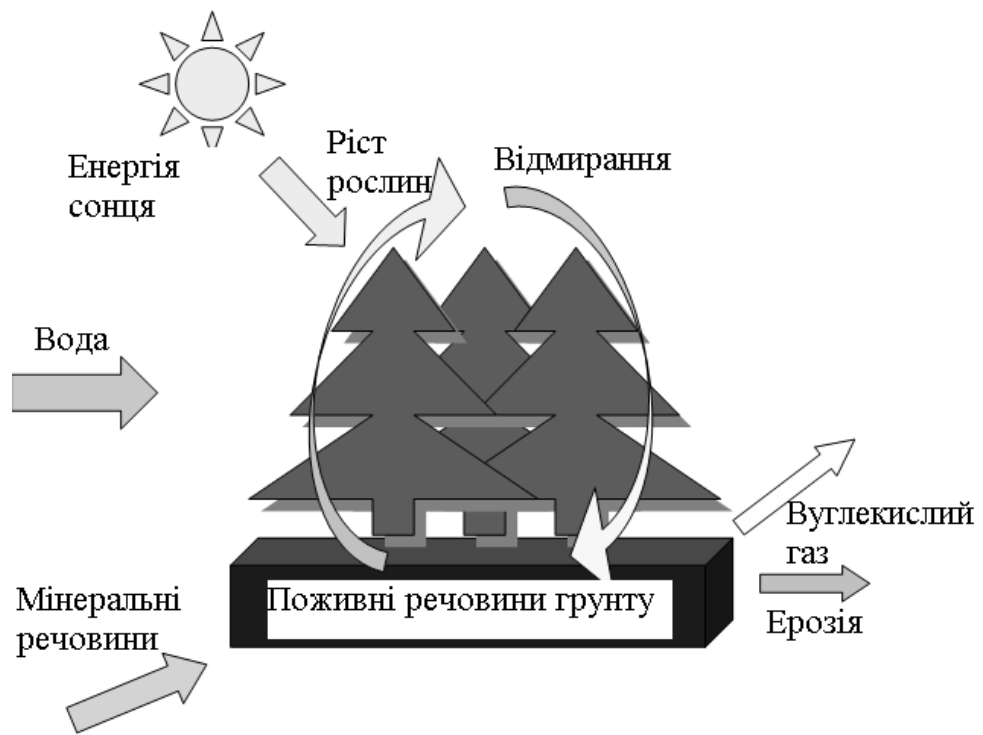 Енергія
сонця
Ріст
рослин
Відмирання
Вода
Вуглекислий
газ
Ерозія
Мінеральні
речовини
Поживні речовини грунту